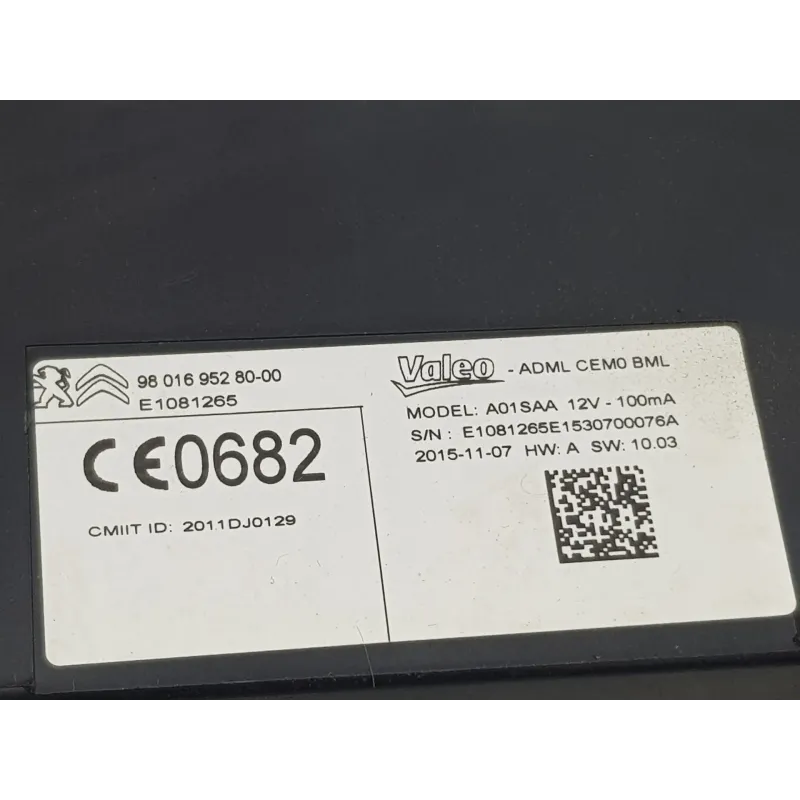 98 016 952 80-00
E1081265
CE0682
CMIIT ID: 2011DJ0129
Valeo - ADML CEM0 BML
MODEL: A01SAA 12V - 100mA
S/N : E1081265E1530700076A
2015-11-07 HW: A SW: 10.03